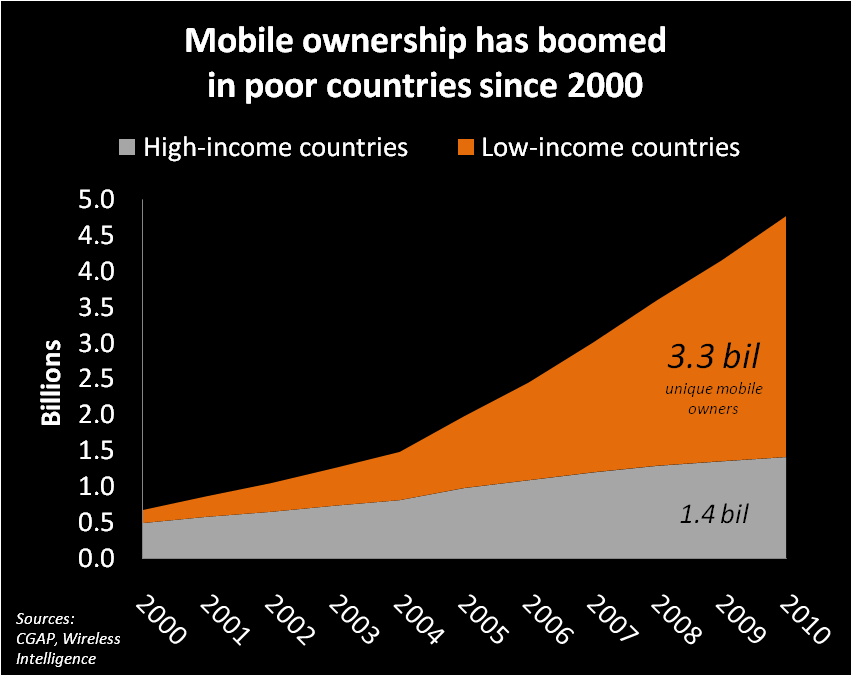 Mobile ownership has boomed
in poor countries since 2000
High-income countries
Low-income countries
Billions
5.0
4.5
4.0
3.5
3.0
2.5
2.0
1.5
1.0
0.5
0.0
3.3 bil
unique mobile
owners
1.4 bil
2000
2001
2002
2003
2004
2005
2006
2007
2008
2009
2010
Sources:
CGAP, Wireless
Intelligence